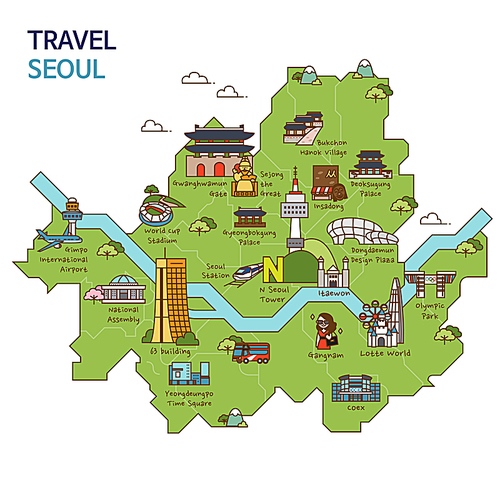 TRAVEL
SEOUL
Bukchon
Hanok Village
Gwanghwamun
Gate
Sejong
the Great
Insadong
Deoksugung
Palace
World cup
Stadium
Gyeongbokgung
Palace
Dongdaemun
Design Plaza
Gimpo
International
Airport
Seoul
Station
N
N Seoul
Tower
Itaewon
National
Assembly
Olympic
Park
63 building
Gangnam
Lotte World
Yeongdeungpo
Time Square
Coex